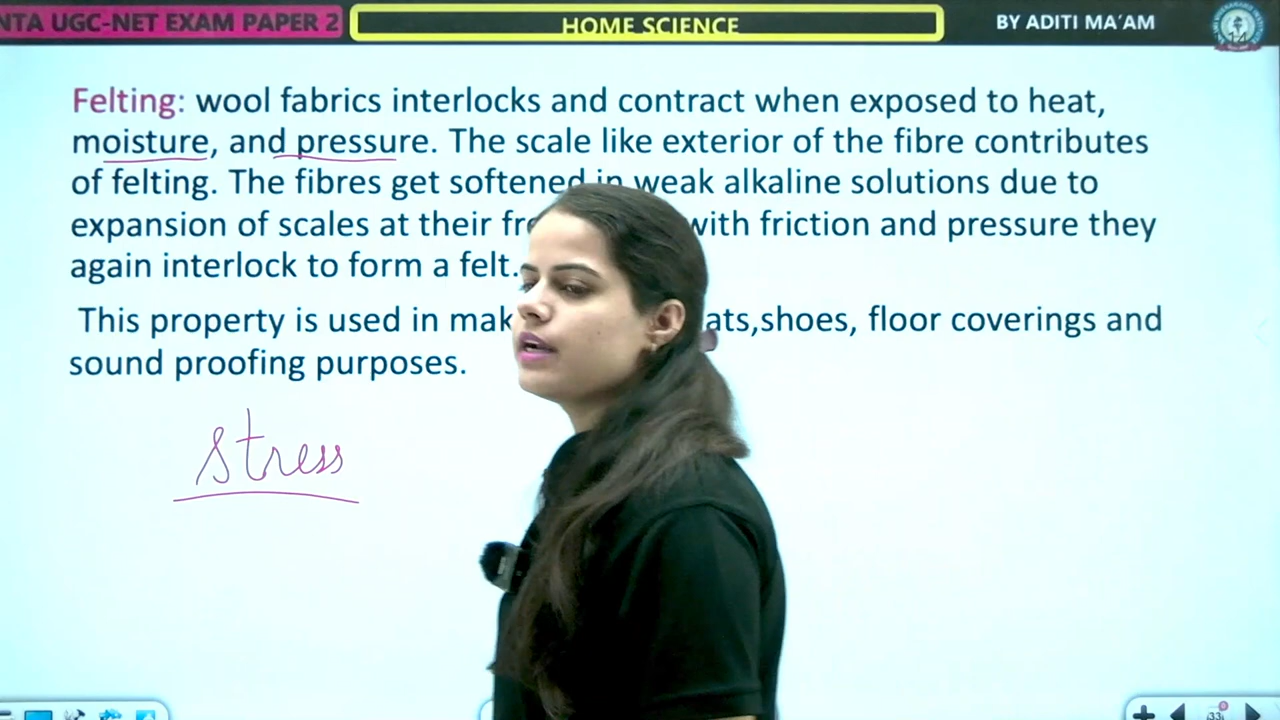 NTA UGC-NET EXAM PAPER 2
HOME SCIENCE
BY ADITI MA'AM
14
Felting: wool fabrics interlocks and contract when exposed to heat,
moisture, and pressure. The scale like exterior of the fibre contributes
of felting. The fibres get softened in weak alkaline solutions due to
expansion of scales at their with friction and pressure they
again interlock to form a felt.
This property is used in shoes, floor coverings and
sound proofing purposes.
stress
33